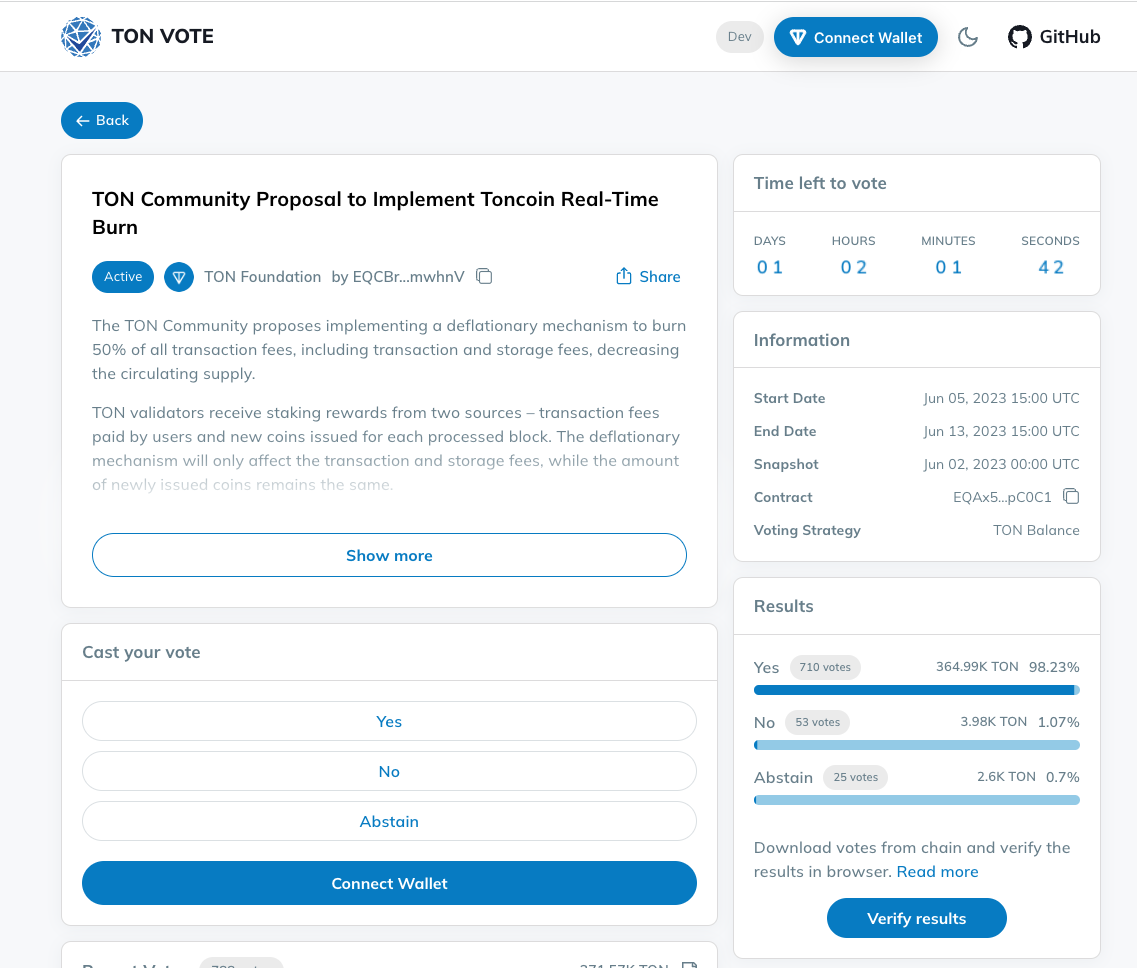 TON VOTE
Dev
Connect Wallet
GitHub
Back
TON Community Proposal to Implement Toncoin Real-Time
Burn
Active
TON Foundation by EQCBr...mwhnV
Share
The TON Community proposes implementing a deflationary mechanism to burn
50% of all transaction fees, including transaction and storage fees, decreasing
the circulating supply.
TON validators receive staking rewards from two sources – transaction fees
paid by users and new coins issued for each processed block. The deflationary
mechanism will only affect the transaction and storage fees, while the amount
of newly issued coins remains the same.
Show more
Cast your vote
Yes
No
Abstain
Connect Wallet
Time left to vote
DAYS HOURS MINUTES SECONDS
0 1 0 2 0 1 4 2
Information
Start Date Jun 05, 2023 15:00 UTC
End Date Jun 13, 2023 15:00 UTC
Snapshot Jun 02, 2023 00:00 UTC
Contract EQAx5...pC0C1
Voting Strategy TON Balance
Results
Yes 710 votes 364.99K TON 98.23%
No 53 votes 3.98K TON 1.07%
Abstain 25 votes 2.6K TON 0.7%
Download votes from chain and verify the
results in browser. Read more
Verify results